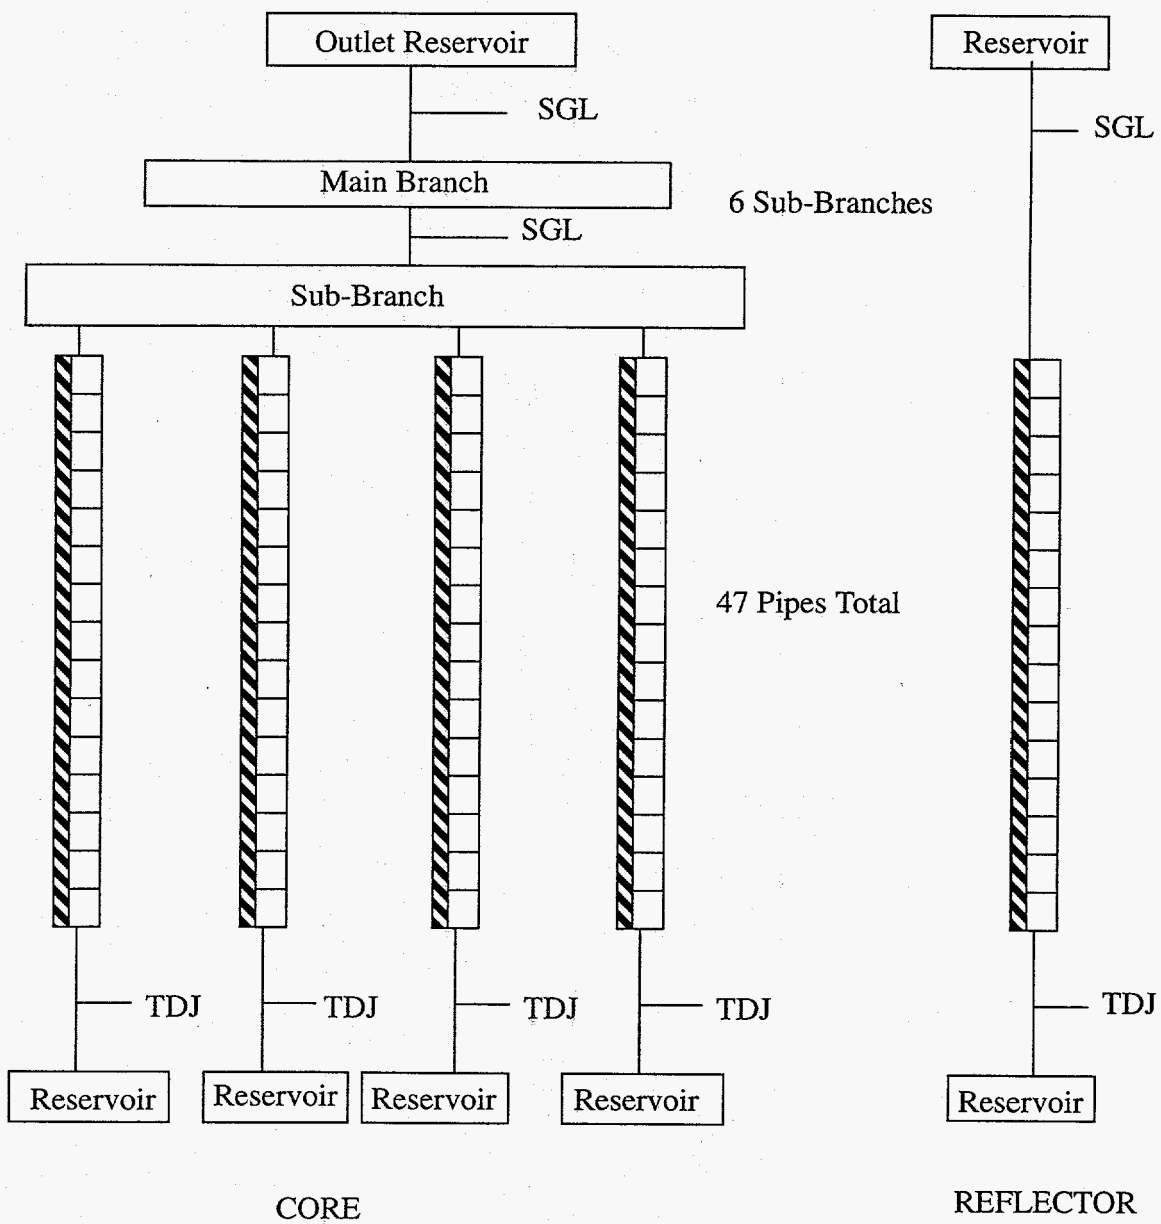 Outlet Reservoir
Reservoir
SGL
SGL
Main Branch
6 Sub-Branches
SGL
Sub-Branch
47 Pipes Total
TDJ
TDJ
TDJ
TDJ
TDJ
Reservoir
Reservoir
Reservoir
Reservoir
Reservoir
CORE
REFLECTOR